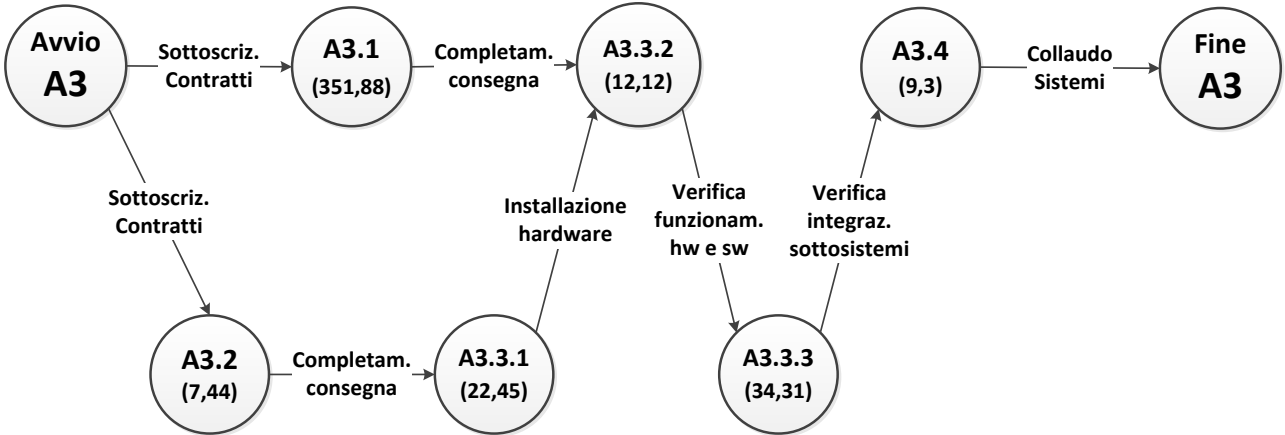 Avvio
A3
Sottoscriz.
Contratti
A3.1
(351,88)
Completam.
consegna
A3.3.2
(12,12)
A3.4
(9,3)
Collaudo
Sistemi
Fine
A3
Sottoscriz.
Contratti
Installazione
hardware
Verifica
funzionam.
hw e sw
Verifica
integraz.
sottosistemi
A3.2
(7,44)
Completam.
consegna
A3.3.1
(22,45)
A3.3.3
(34,31)